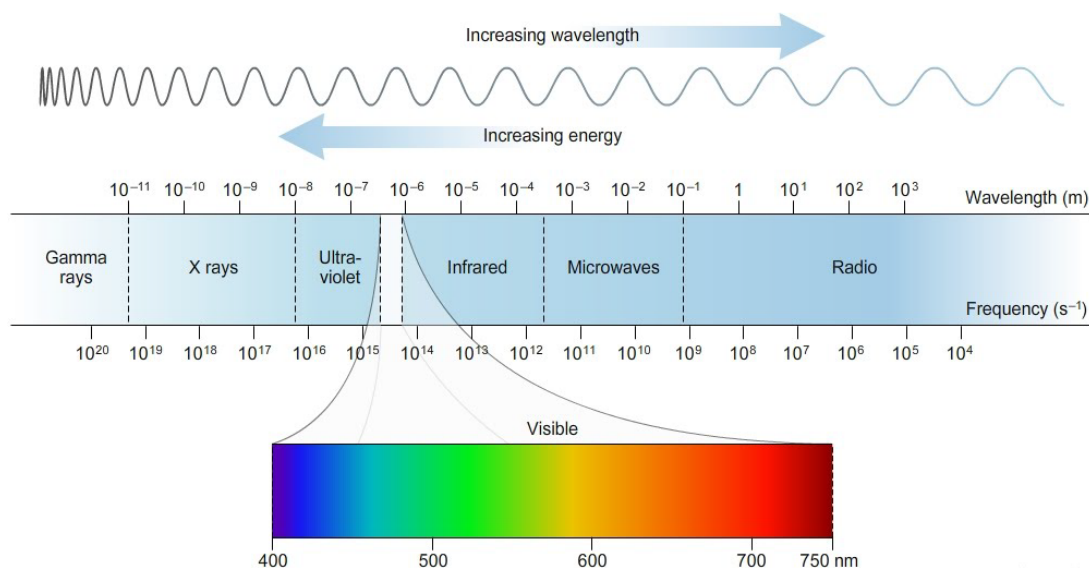 Increasing wavelength
Increasing energy
10⁻¹¹ 10⁻¹⁰ 10⁻⁹ 10⁻⁸ 10⁻⁷ 10⁻⁶ 10⁻⁵ 10⁻⁴ 10⁻³ 10⁻² 10⁻¹ 1 10¹ 10² 10³ Wavelength (m)
Gamma rays
X rays
Ultra-
violet
Infrared
Microwaves
Radio
Frequency (s⁻¹)
10²⁰ 10¹⁹ 10¹⁸ 10¹⁷ 10¹⁶ 10¹⁵ 10¹⁴ 10¹³ 10¹² 10¹¹ 10¹⁰ 10⁹ 10⁸ 10⁷ 10⁶ 10⁵ 10⁴
Visible
400 500 600 700 750 nm